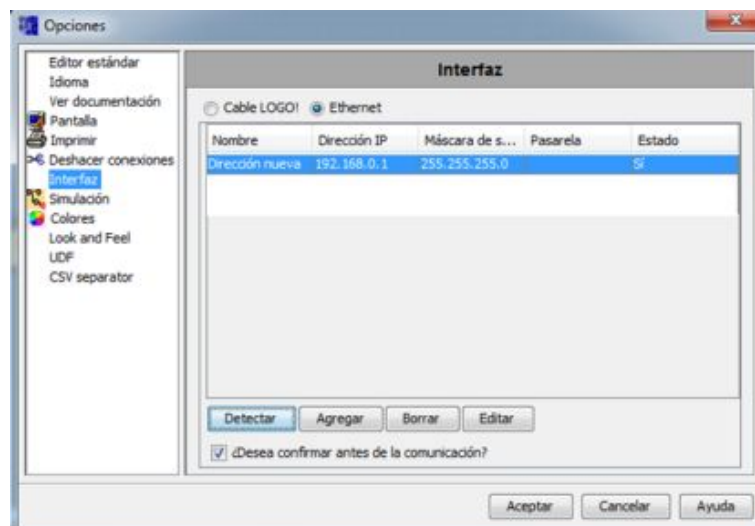 Opciones
Editor estándar
Idioma
Ver documentación
Pantalla
Imprimir
Deshacer conexiones
Interfaz
Simulación
Colores
Look and Feel
UDF
CSV separator
Interfaz
Cable LOGO! Ethernet
Nombre Dirección IP Máscara de s... Pasarela Estado
Dirección nueva 192.168.0.1 255.255.255.0 Sí
Detectar Agregar Borrar Editar
¿Desea confirmar antes de la comunicación?
Aceptar Cancelar Ayuda